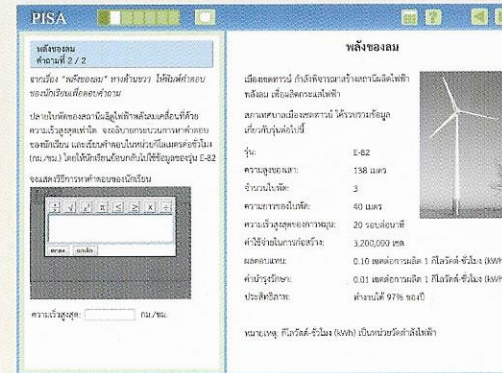 PISA
พลังของลม
คำถามที่ 2 / 2
จากเรื่อง "พลังของลม" ทางด้านขวา ให้พิมพ์คำตอบ
ของนักเรียนเพื่อตอบคำถาม
ปลายใบพัดของสถานีผลิตไฟฟ้าพลังลมเคลื่อนที่ด้วย
ความเร็วสูงสุดเท่าใด จงอธิบายกระบวนการหาคำตอบ
ของนักเรียน และเขียนคำตอบในหน่วยกิโลเมตรต่อชั่วโมง
(กม./ชม.) โดยให้นักเรียนย้อนกลับไปใช้ข้อมูลของรุ่น E-82
จงแสดงวิธีการหาคำตอบของนักเรียน
ความเร็วสูงสุด: กม./ชม.
พลังของลม
เมืองเซดทาวน์ กำลังพิจารณาสร้างสถานีผลิตไฟฟ้า
พลังลม เพื่อผลิตกระแสไฟฟ้า
สภาเทศบาลเมืองเซดทาวน์ ได้รวบรวมข้อมูล
เกี่ยวกับรุ่นต่อไปนี้
รุ่น: E-82
ความสูงของเสา: 138 เมตร
จำนวนใบพัด: 3
ความยาวของใบพัด: 40 เมตร
ความเร็วสูงสุดของการหมุน: 20 รอบต่อนาที
ค่าใช้จ่ายในการก่อสร้าง: 3,200,000 เซด
ผลตอบแทน: 0.10 เซดต่อการผลิต 1 กิโลวัตต์-ชั่วโมง (kWh
ค่าบำรุงรักษา: 0.01 เซดต่อการผลิต 1 กิโลวัตต์-ชั่วโมง (kWh
ประสิทธิภาพ: ทำงานได้ 97% ของปี
หมายเหตุ: กิโลวัตต์-ชั่วโมง (kWh) เป็นหน่วยวัดกำลังไฟฟ้า